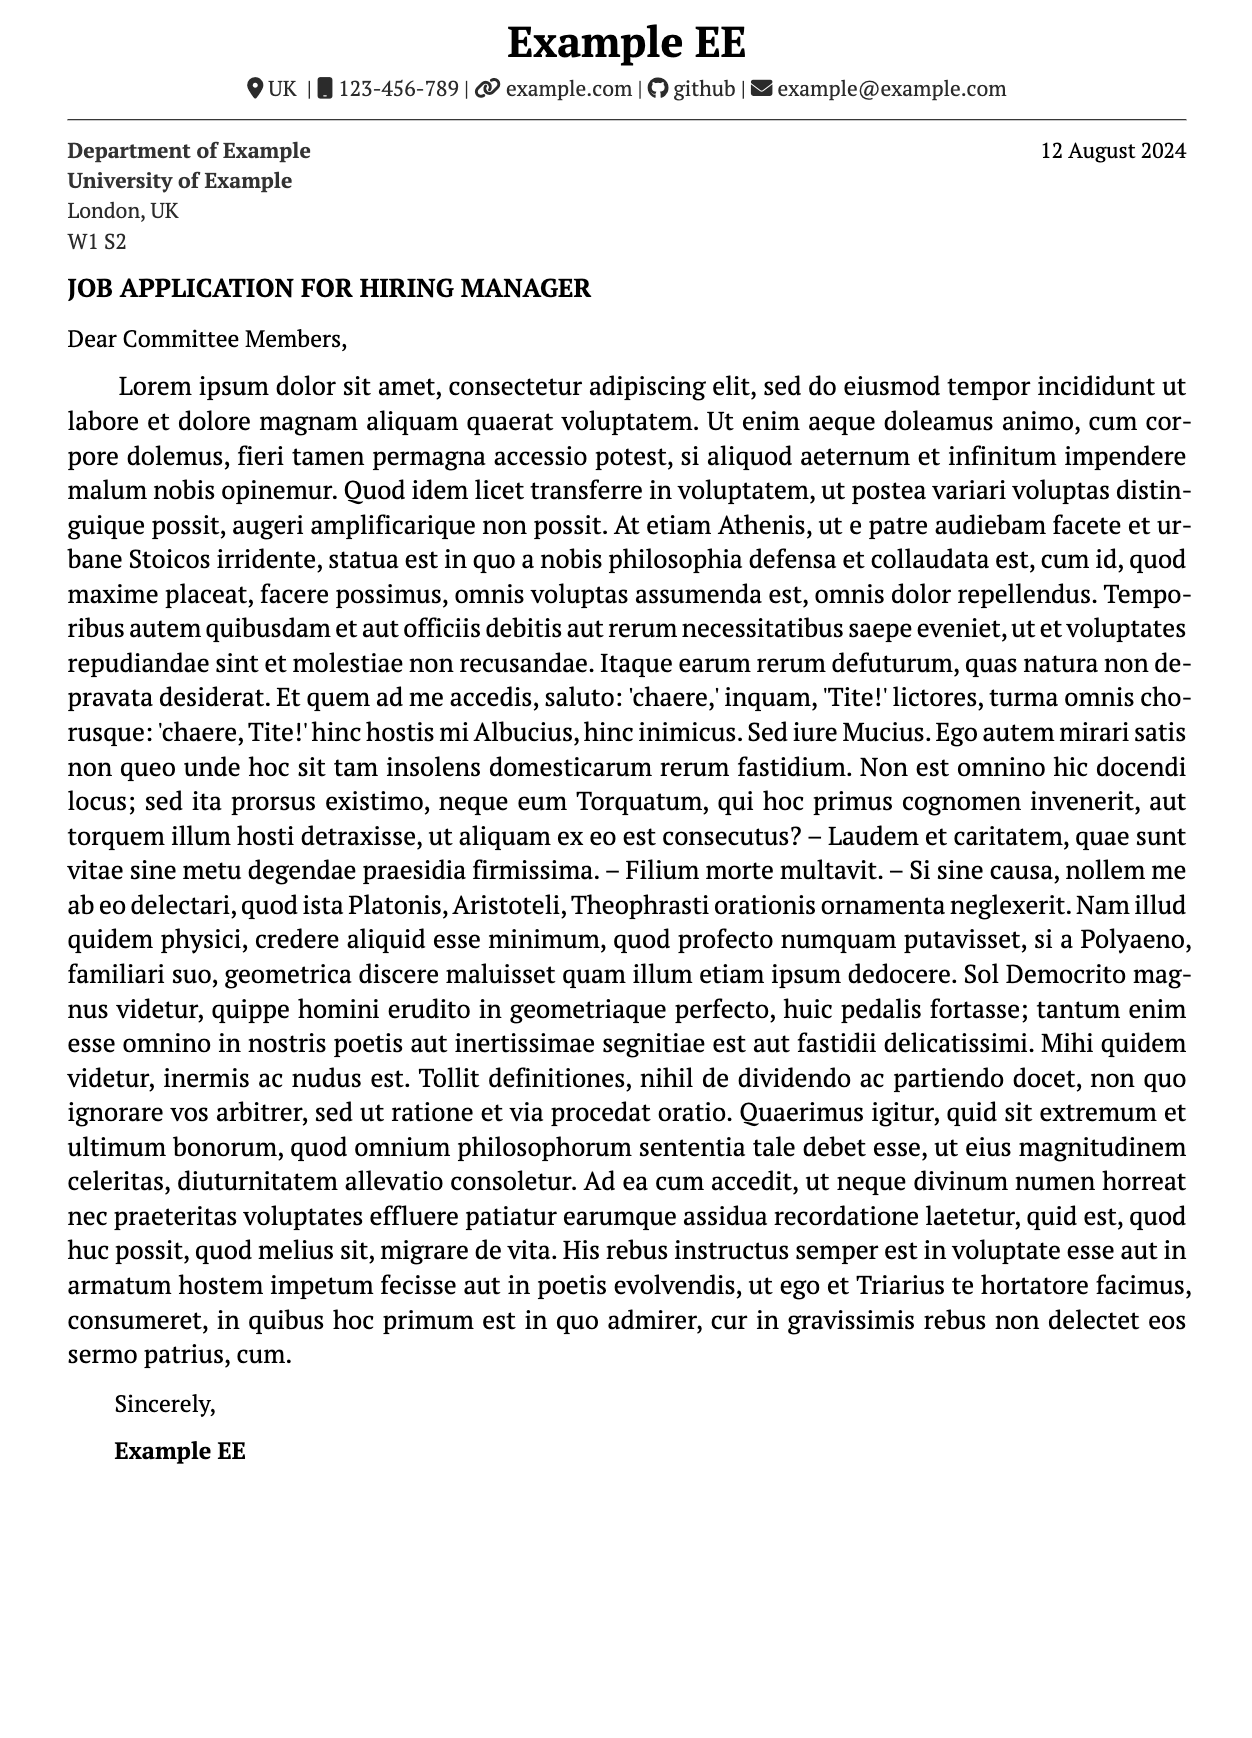 Example EE
UK | 123-456-789 | example.com | github | example@example.com
Department of Example
12 August 2024
University of Example
London, UK
W1 S2
JOB APPLICATION FOR HIRING MANAGER
Dear Committee Members,
Lorem ipsum dolor sit amet, consectetur adipiscing elit, sed do eiusmod tempor incididunt ut
labore et dolore magnam aliquam quaerat voluptatem. Ut enim aeque doleamus animo, cum cor-
pore dolemus, fieri tamen permagna accessio potest, si aliquod aeternum et infinitum impendere
malum nobis opinemur. Quod idem licet transferre in voluptatem, ut postea variari voluptas distin-
guique possit, augeri amplificarique non possit. At etiam Athenis, ut e patre audiebam facete et ur-
bane Stoicos irridente, statua est in quo a nobis philosophia defensa et collaudata est, cum id, quod
maxime placeat, facere possimus, omnis voluptas assumenda est, omnis dolor repellendus. Tempo-
ribus autem quibusdam et aut officiis debitis aut rerum necessitatibus saepe eveniet, ut et voluptates
repudiandae sint et molestiae non recusandae. Itaque earum rerum defuturum, quas natura non de-
pravata desiderat. Et quem ad me accedis, saluto: 'chaere,' inquam, 'Tite!' lictores, turma omnis cho-
rusque: 'chaere, Tite!' hinc hostis mi Albucius, hinc inimicus. Sed iure Mucius. Ego autem mirari satis
non queo unde hoc sit tam insolens domesticarum rerum fastidium. Non est omnino hic docendi
locus; sed ita prorsus existimo, neque eum Torquatum, qui hoc primus cognomen invenerit, aut
torquem illum hosti detraxisse, ut aliquam ex eo est consecutus? – Laudem et caritatem, quae sunt
vitae sine metu degendae praesidia firmissima. – Filium morte multavit. – Si sine causa, nollem me
ab eo delectari, quod ista Platonis, Aristoteli, Theophrasti orationis ornamenta neglexerit. Nam illud
quidem physici, credere aliquid esse minimum, quod profecto numquam putavisset, si a Polyaeno,
familiari suo, geometrica discere maluisset quam illum etiam ipsum dedocere. Sol Democrito mag-
nus videtur, quippe homini erudito in geometriaque perfecto, huic pedalis fortasse; tantum enim
esse omnino in nostris poetis aut inertissimae segnitiae est aut fastidii delicatissimi. Mihi quidem
videtur, inermis ac nudus est. Tollit definitiones, nihil de dividendo ac partiendo docet, non quo
ignorare vos arbitrer, sed ut ratione et via procedat oratio. Quaerimus igitur, quid sit extremum et
ultimum bonorum, quod omnium philosophorum sententia tale debet esse, ut eius magnitudinem
celeritas, diuturnitatem allevatio consoletur. Ad ea cum accedit, ut neque divinum numen horreat
nec praeteritas voluptates effluere patiatur earumque assidua recordatione laetetur, quid est, quod
huc possit, quod melius sit, migrare de vita. His rebus instructus semper est in voluptate esse aut in
armatum hostem impetum fecisse aut in poetis evolvendis, ut ego et Triarius te hortatore facimus,
consumeret, in quibus hoc primum est in quo admirer, cur in gravissimis rebus non delectet eos
sermo patrius, cum.
Sincerely,
Example EE